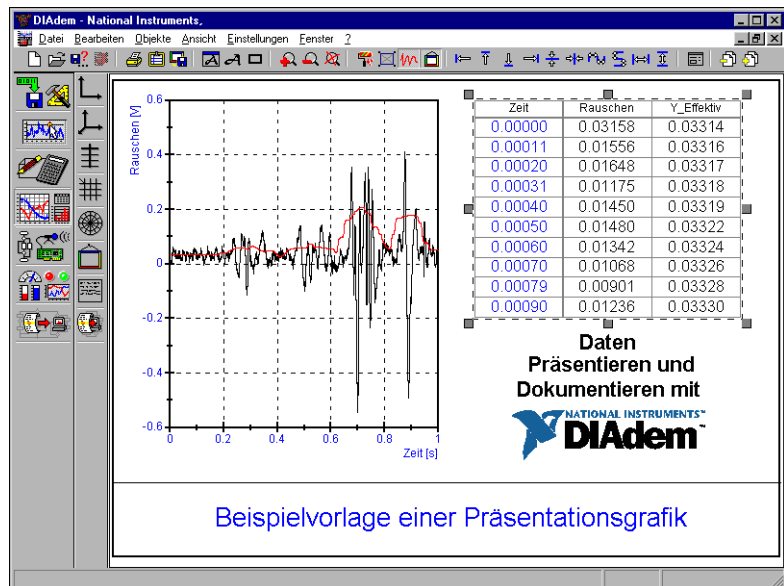 DIAdem - National Instruments,
Datei Bearbeiten Objekte Ansicht Einstellungen Fenster ?
Rauschen [V]
0.6
0.4
0.2
0
-0.2
-0.4
-0.6
0 0.2 0.4 0.6 0.8 1
Zeit [s]
Zeit Rauschen Y_Effektiv
0.00000 0.03158 0.03314
0.00011 0.01556 0.03316
0.00020 0.01648 0.03317
0.00031 0.01175 0.03318
0.00040 0.01450 0.03319
0.00050 0.01480 0.03322
0.00060 0.01342 0.03324
0.00070 0.01068 0.03326
0.00079 0.00901 0.03328
0.00090 0.01236 0.03330
Daten
Präsentieren und
Dokumentieren mit
NATIONAL INSTRUMENTS™
DIAdem™
Beispielvorlage einer Präsentationsgrafik